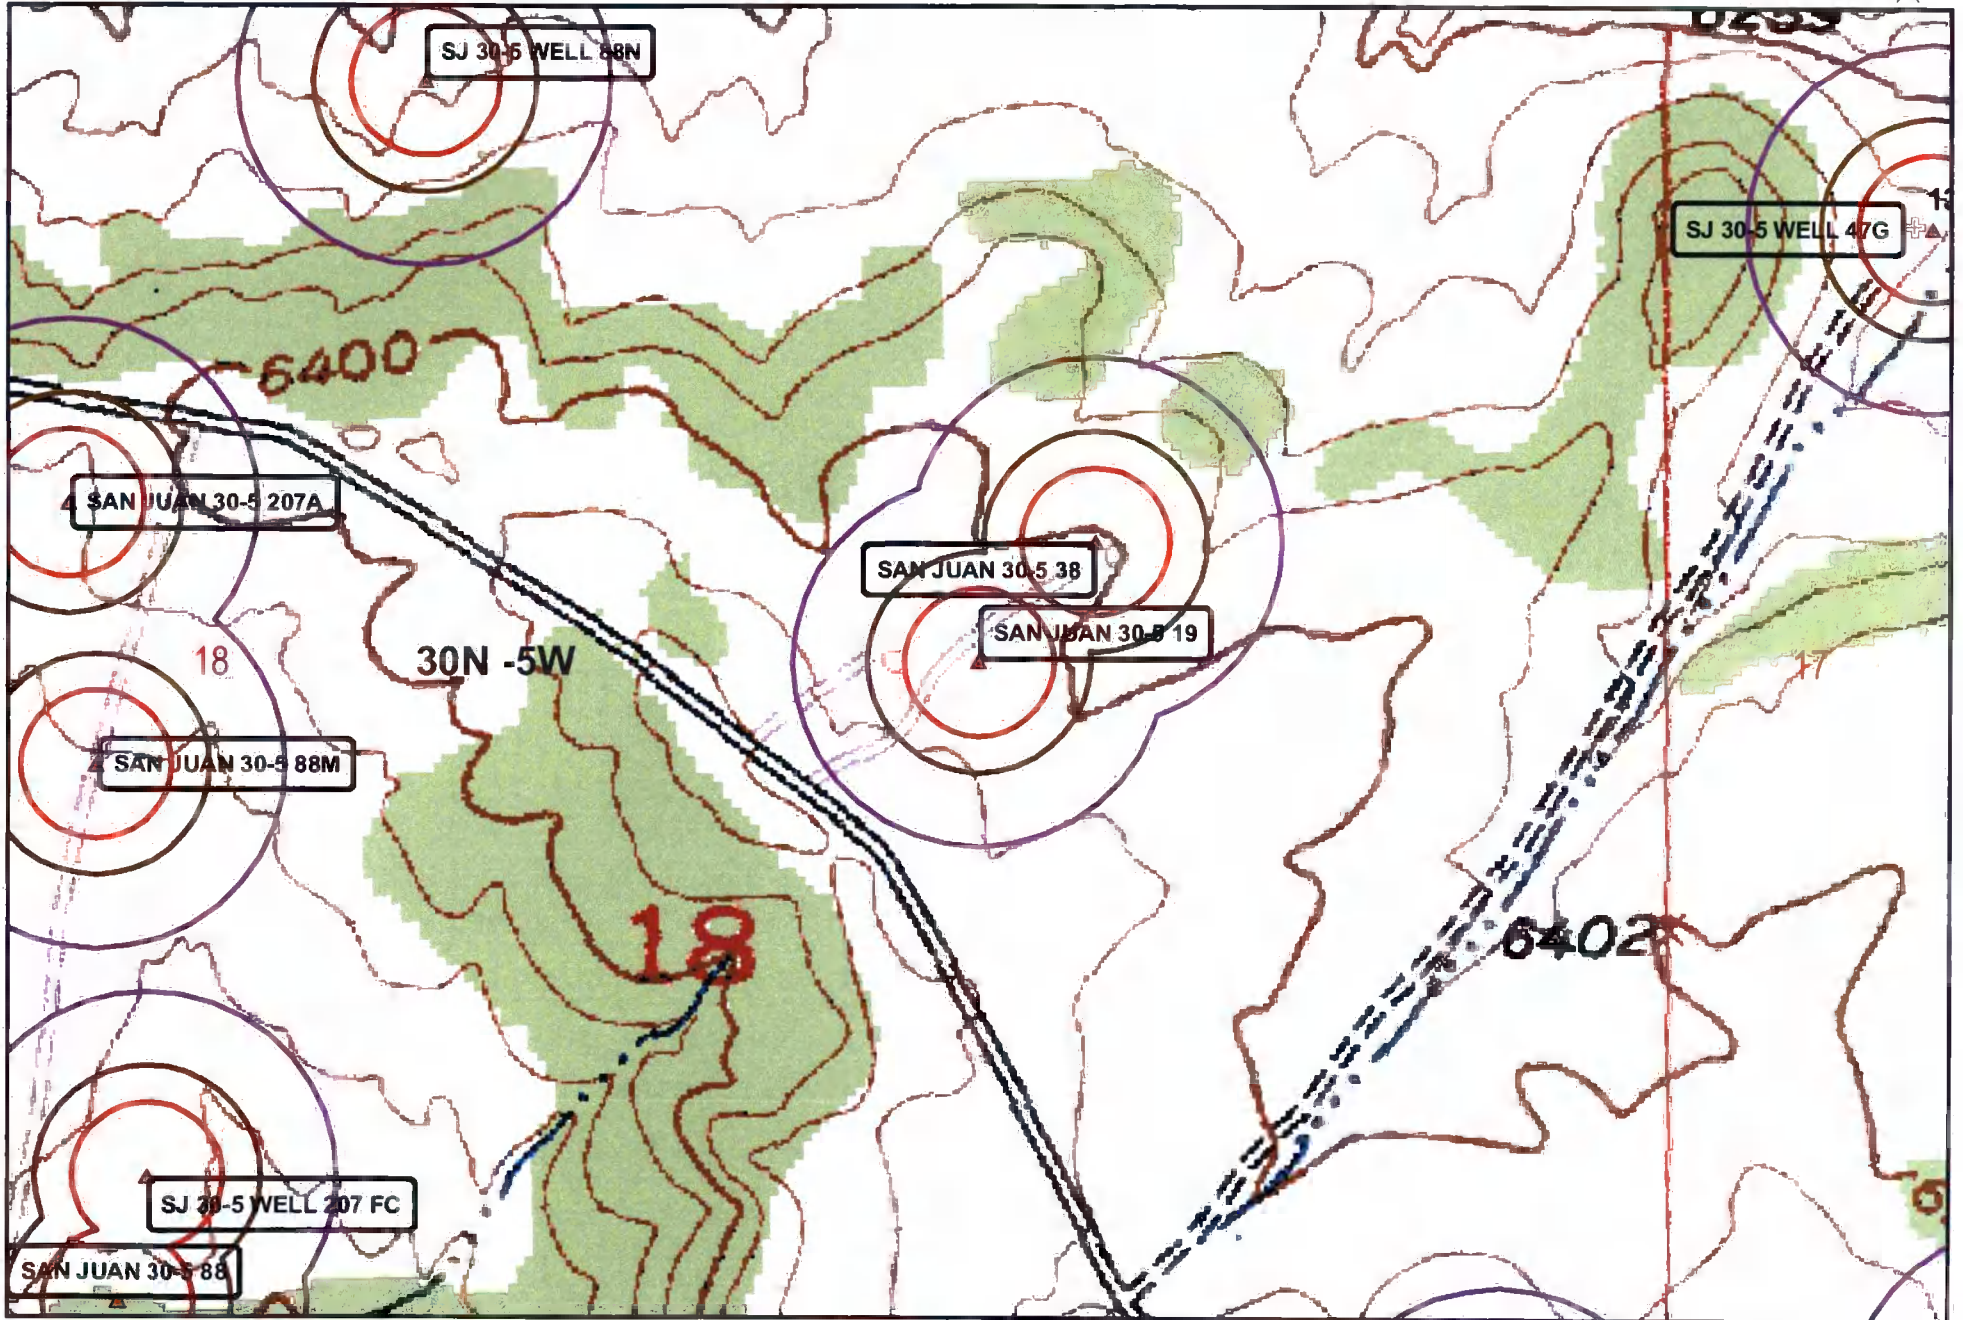 SJ 30-5 WELL 88N
SJ 30-5 WELL 47G
6400
SAN JUAN 30-5 207A
SAN JUAN 30-5 38
SAN JUAN 30-5 19
18
30N -5W
17
SAN JUAN 30-5 88M
18
6402
SJ 30-5 WELL 207 FC
SAN JUAN 30-5 88